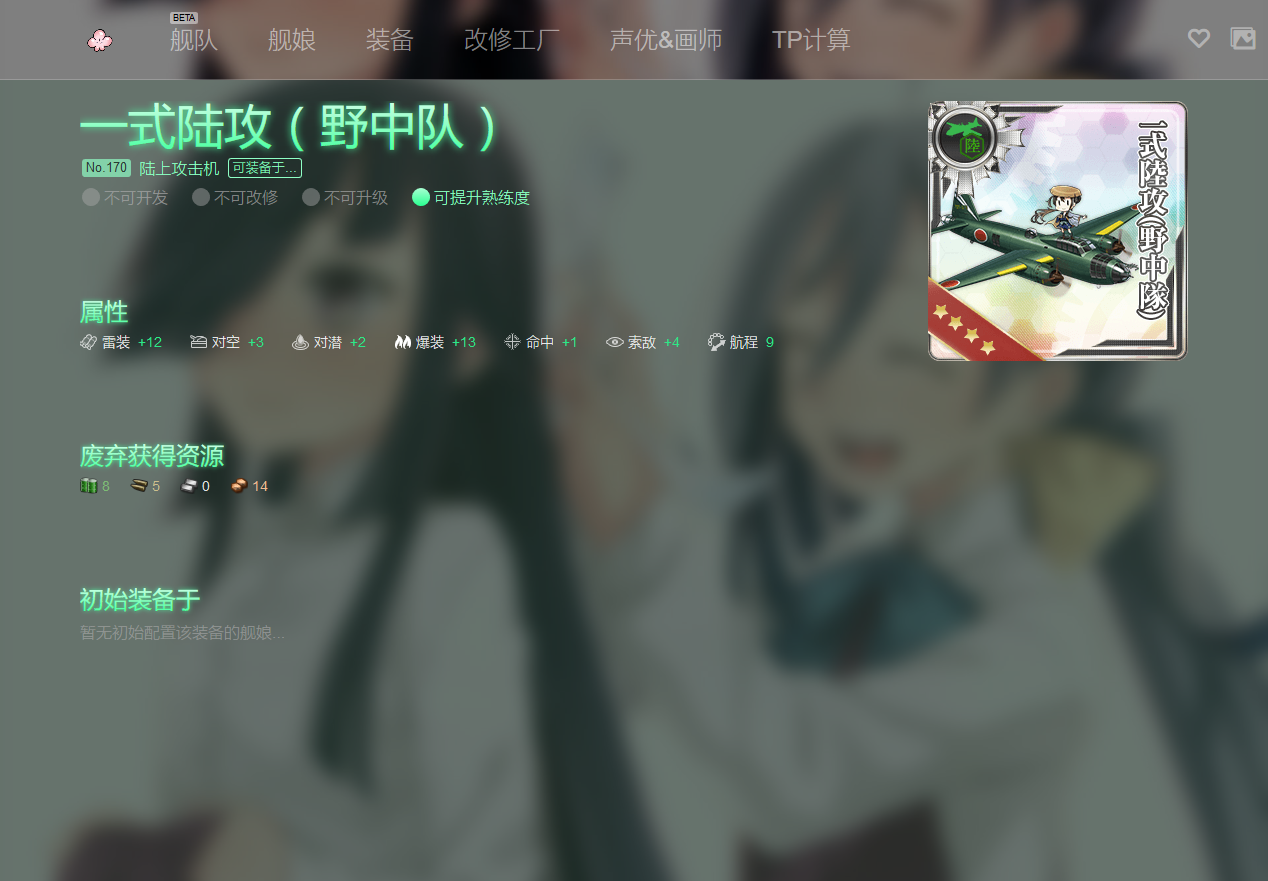 BETA
舰队 舰娘 装备 改修工厂 声优&画师 TP计算
一式陆攻（野中队）
No.170 陆上攻击机 可装备于...
不可开发 不可改修 不可升级 可提升熟练度
一式陸攻(野中隊)
陸
属性
雷装 +12 对空 +3 对潜 +2 爆装 +13 命中 +1 索敌 +4 航程 9
废弃获得资源
8 5 0 14
初始装备于
暂无初始配置该装备的舰娘...